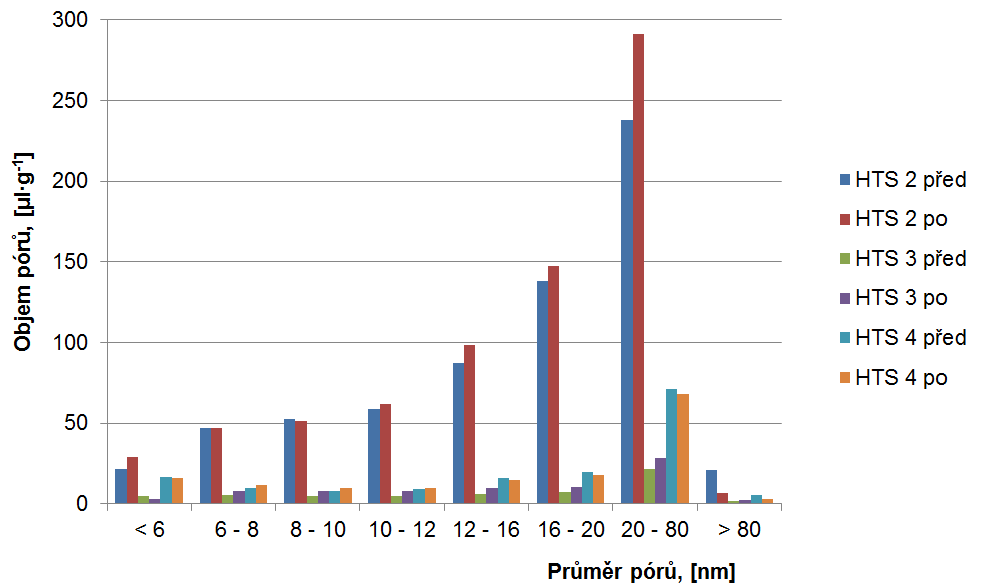 300
250
200
150
100
50
0
Objem pórů, [µl·g⁻¹]
< 6 6 - 8 8 - 10 10 - 12 12 - 16 16 - 20 20 - 80 > 80
Průměr pórů, [nm]
HTS 2 před
HTS 2 po
HTS 3 před
HTS 3 po
HTS 4 před
HTS 4 po